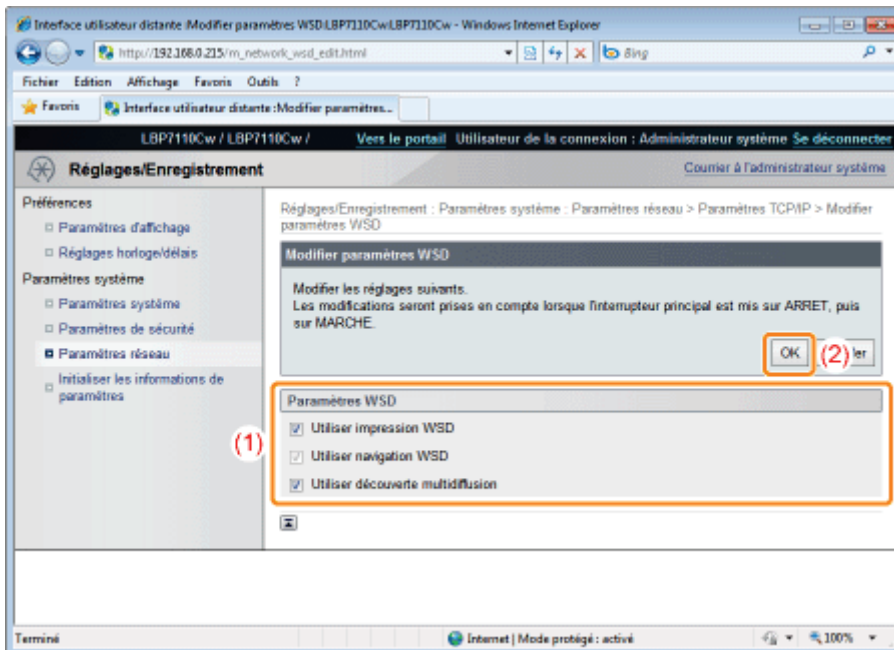 Interface utilisateur distante :Modifier paramètres WSD:LBP7110Cw:LBP7110Cw - Windows Internet Explorer
http://192.168.0.215/m_network_wsd_edit.html
Bing
Fichier Edition Affichage Favoris Outils ?
Favoris
Interface utilisateur distante :Modifier paramètres...
LBP7110Cw / LBP7110Cw /
Vers le portail Utilisateur de la connexion : Administrateur système Se déconnecter
Réglages/Enregistrement
Courrier à l'administrateur système
Préférences
Paramètres d'affichage
Réglages horloge/délais
Paramètres système
Paramètres système
Paramètres de sécurité
Paramètres réseau
Initialiser les informations de
paramètres
Réglages/Enregistrement : Paramètres système : Paramètres réseau > Paramètres TCP/IP > Modifier
paramètres WSD
Modifier paramètres WSD
Modifier les réglages suivants.
Les modifications seront prises en compte lorsque l'interrupteur principal est mis sur ARRET, puis
sur MARCHE.
OK
(2)
ler
(1)
Paramètres WSD
Utiliser impression WSD
Utiliser navigation WSD
Utiliser découverte multidiffusion
Terminé
Internet | Mode protégé : activé
100%